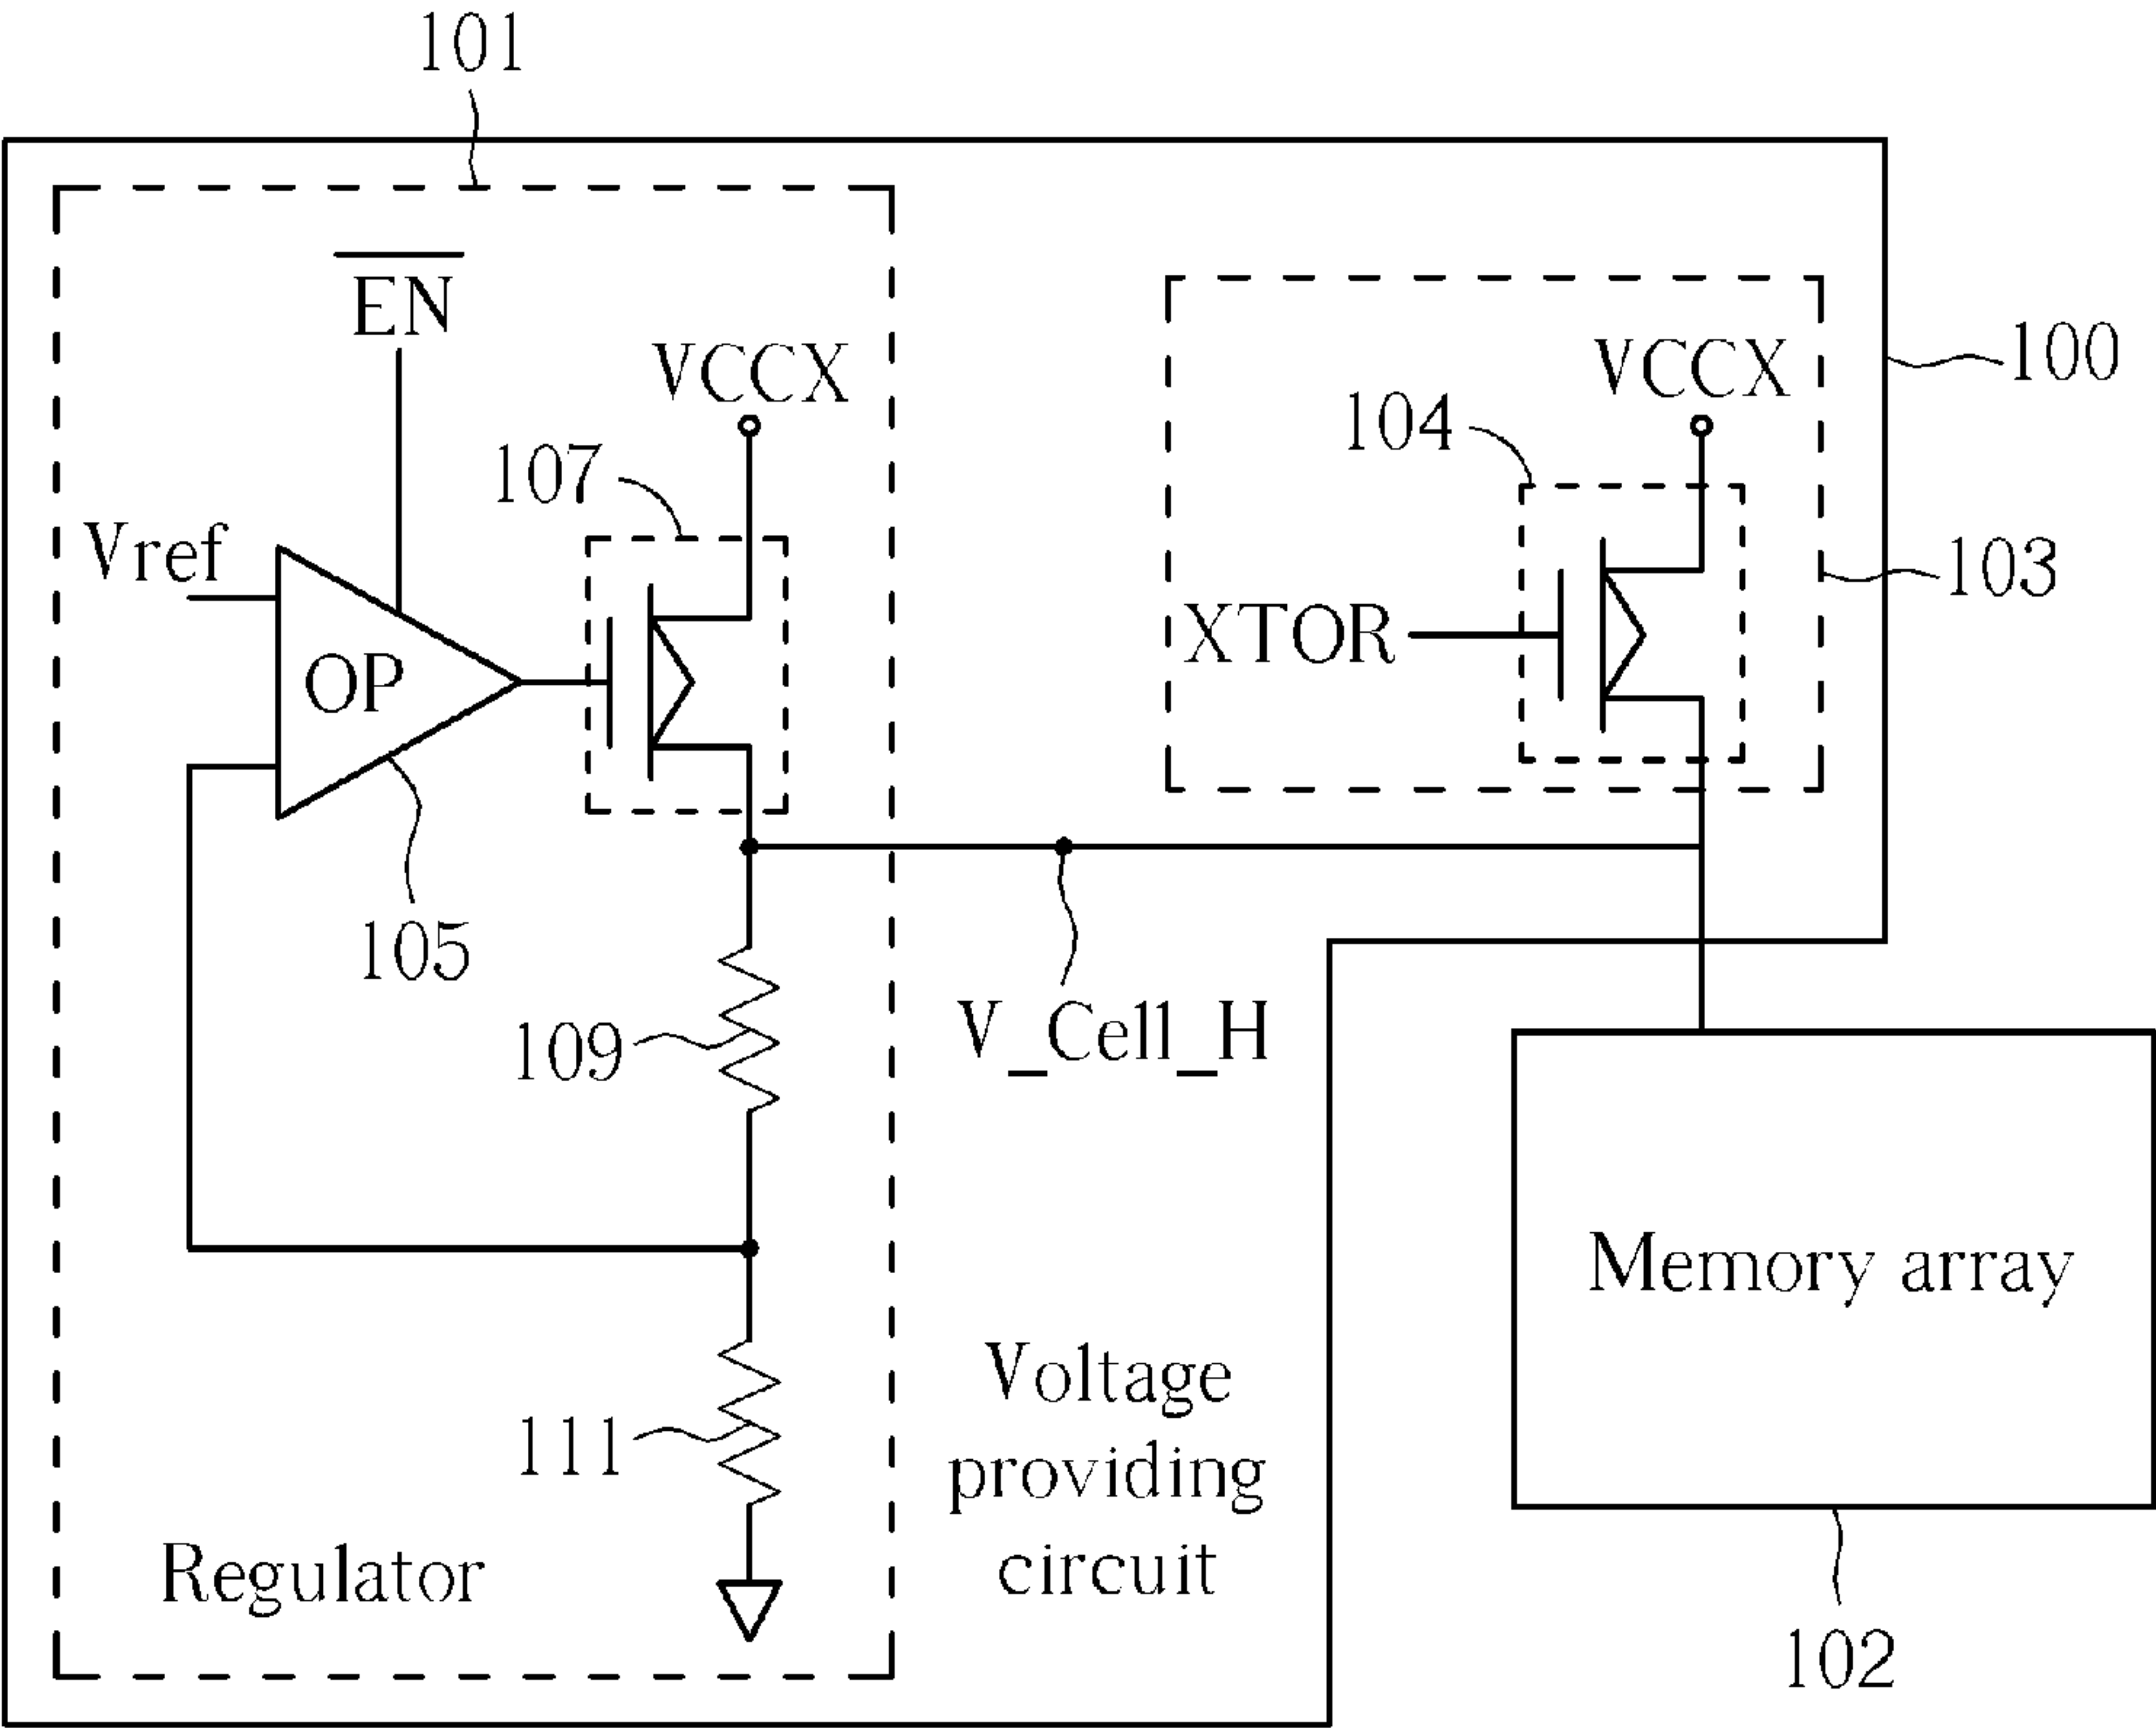 101
E̅N̅
VCCX
VCCX
100
104
107
Vref
103
XTOR
OP
105
V_Cell_H
109
Memory array
Voltage
providing
circuit
111
Regulator
102